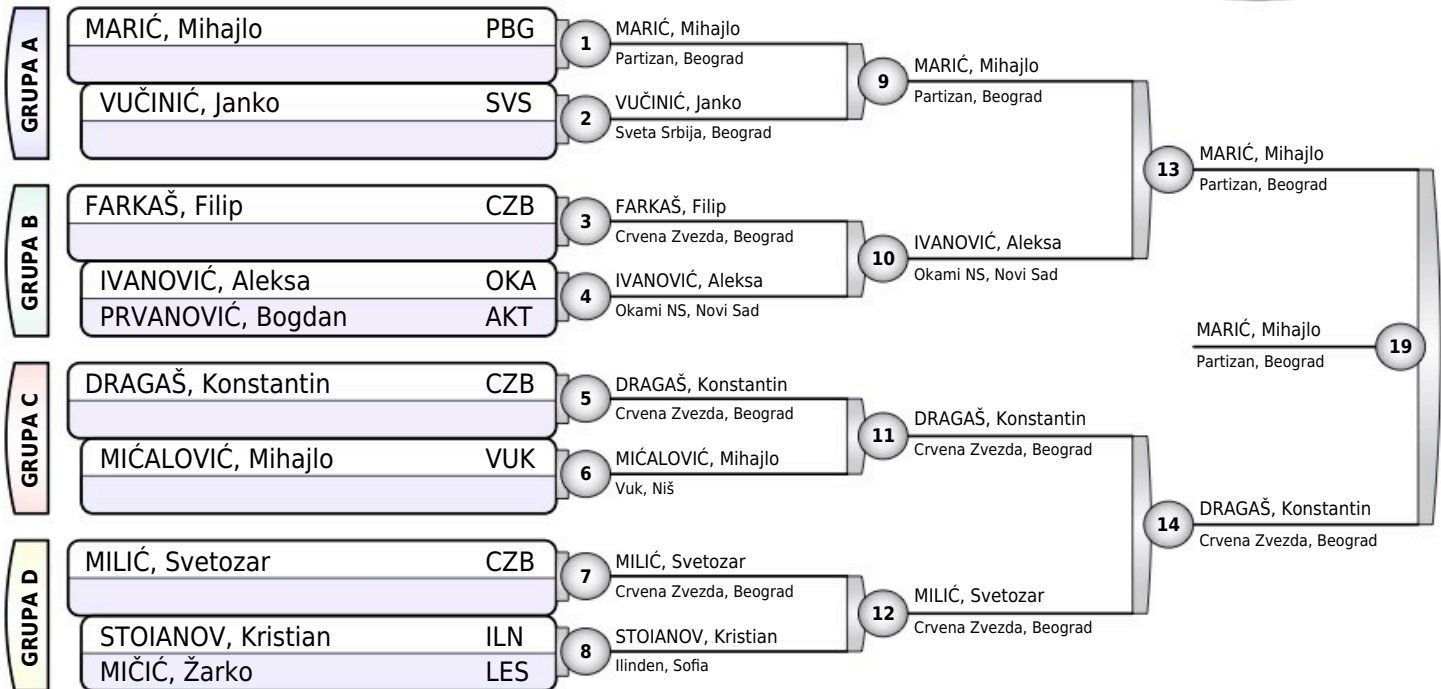 GRUPA A
MARIĆ, Mihajlo PBG
VUČINIĆ, Janko SVS
GRUPA B
FARKAŠ, Filip CZB
IVANOVIĆ, Aleksa OKA
PRVANOVIĆ, Bogdan AKT
GRUPA C
DRAGAŠ, Konstantin CZB
MIĆALOVIĆ, Mihajlo VUK
GRUPA D
MILIĆ, Svetozar CZB
STOIANOV, Kristian ILN
MIČIĆ, Žarko LES
1
MARIĆ, Mihajlo
Partizan, Beograd
2
VUČINIĆ, Janko
Sveta Srbija, Beograd
3
FARKAŠ, Filip
Crvena Zvezda, Beograd
4
IVANOVIĆ, Aleksa
Okami NS, Novi Sad
5
DRAGAŠ, Konstantin
Crvena Zvezda, Beograd
6
MIĆALOVIĆ, Mihajlo
Vuk, Niš
7
MILIĆ, Svetozar
Crvena Zvezda, Beograd
8
STOIANOV, Kristian
Ilinden, Sofia
9
MARIĆ, Mihajlo
Partizan, Beograd
10
IVANOVIĆ, Aleksa
Okami NS, Novi Sad
11
DRAGAŠ, Konstantin
Crvena Zvezda, Beograd
12
MILIĆ, Svetozar
Crvena Zvezda, Beograd
13
MARIĆ, Mihajlo
Partizan, Beograd
14
DRAGAŠ, Konstantin
Crvena Zvezda, Beograd
MARIĆ, Mihajlo
Partizan, Beograd
19